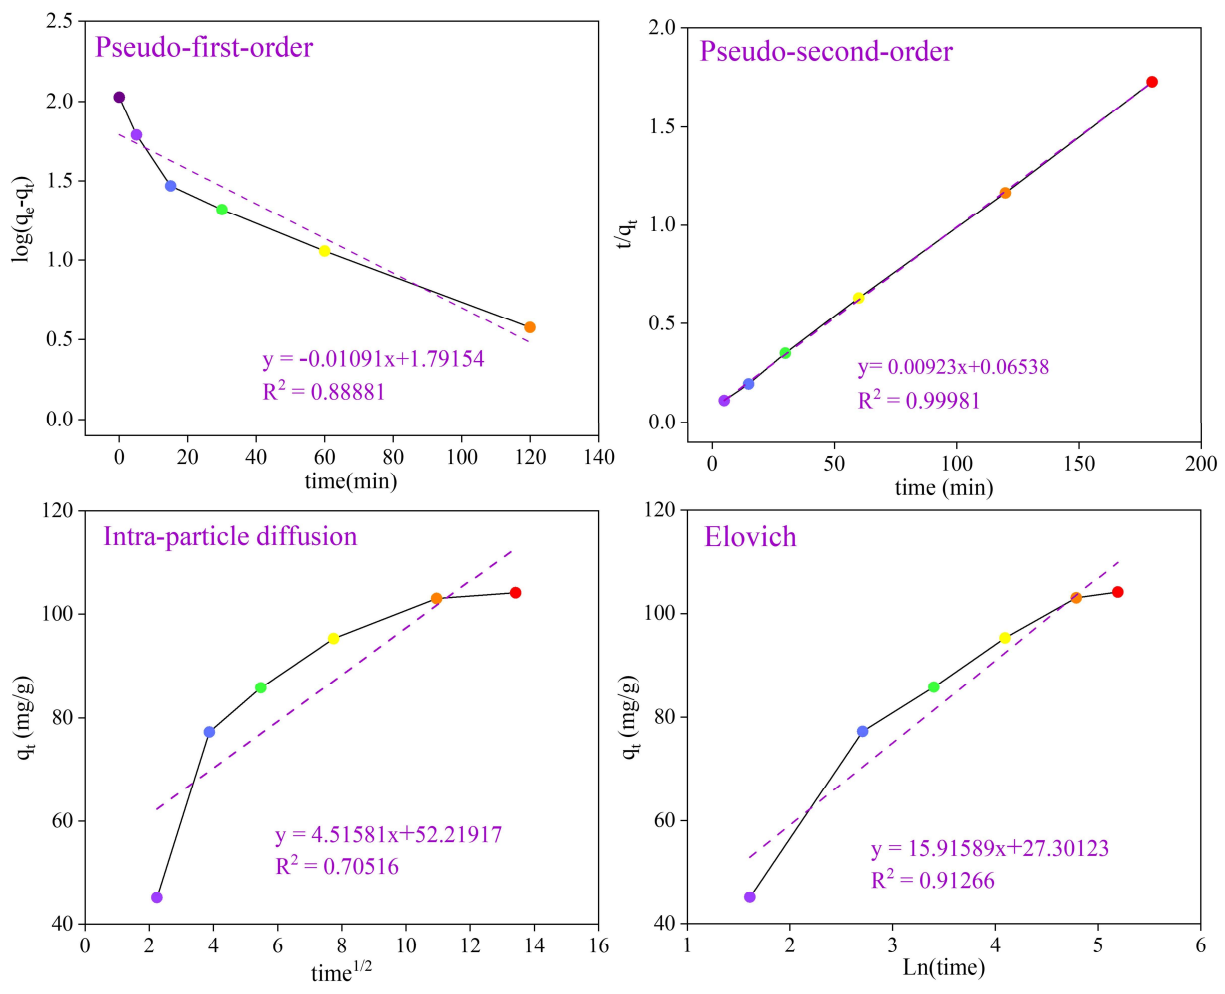 Pseudo-first-order
2.5
2.0
1.5
1.0
0.5
0.0
log(qe-qt)
y = -0.01091x+1.79154
R² = 0.88881
0 20 40 60 80 100 120 140
time(min)
Pseudo-second-order
2.0
1.5
1.0
0.5
0.0
t/qt
y= 0.00923x+0.06538
R² = 0.99981
0 50 100 150 200
time (min)
Intra-particle diffusion
120
100
80
60
40
qt (mg/g)
y = 4.51581x+52.21917
R² = 0.70516
0 2 4 6 8 10 12 14 16
time1/2
Elovich
120
100
80
60
40
qt (mg/g)
y = 15.91589x+27.30123
R² = 0.91266
1 2 3 4 5 6
Ln(time)